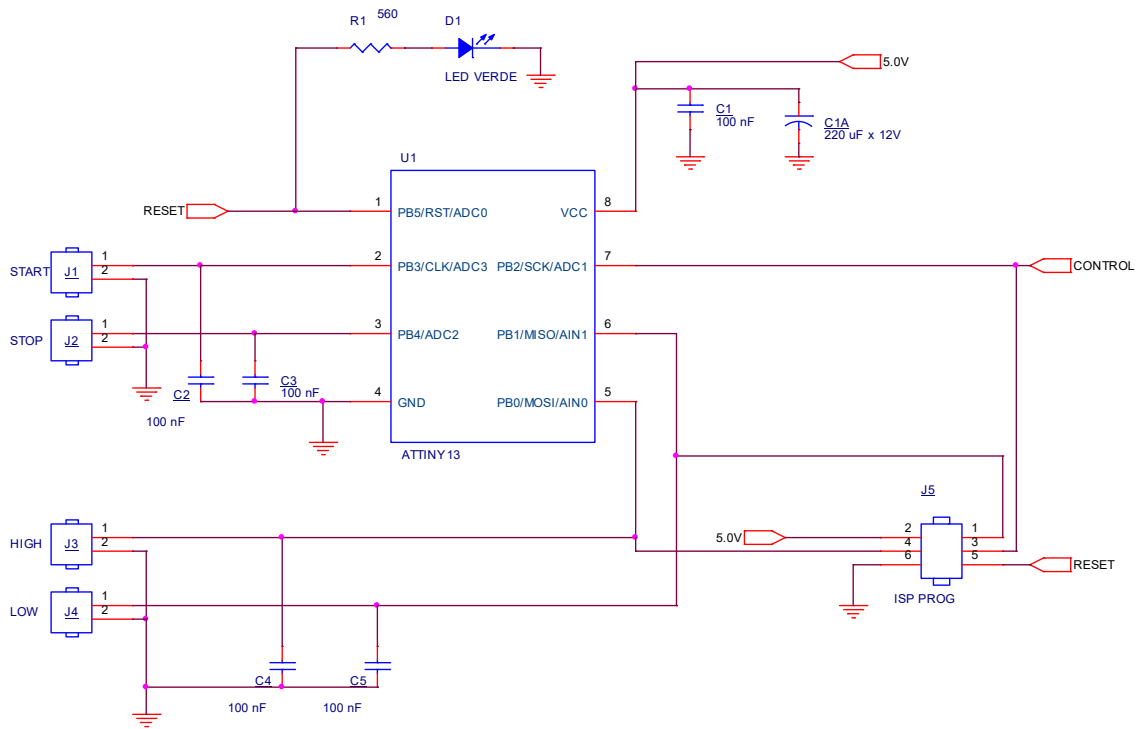 R1 560 D1
LED VERDE
5.0V
C1
100 nF
C1A
220 uF x 12V
U1
RESET 1 PB5/RST/ADC0 VCC 8
START J1 1 2
2 PB3/CLK/ADC3 PB2/SCK/ADC1 7
CONTROL
STOP J2 1 2
3 PB4/ADC2 PB1/MISO/AIN1 6
C2
100 nF
C3
100 nF
4 GND PB0/MOSI/AIN0 5
ATTINY13
J5
HIGH J3 1 2
5.0V
2 1
4 3
6 5
RESET
ISP PROG
LOW J4 1 2
C4
100 nF
C5
100 nF